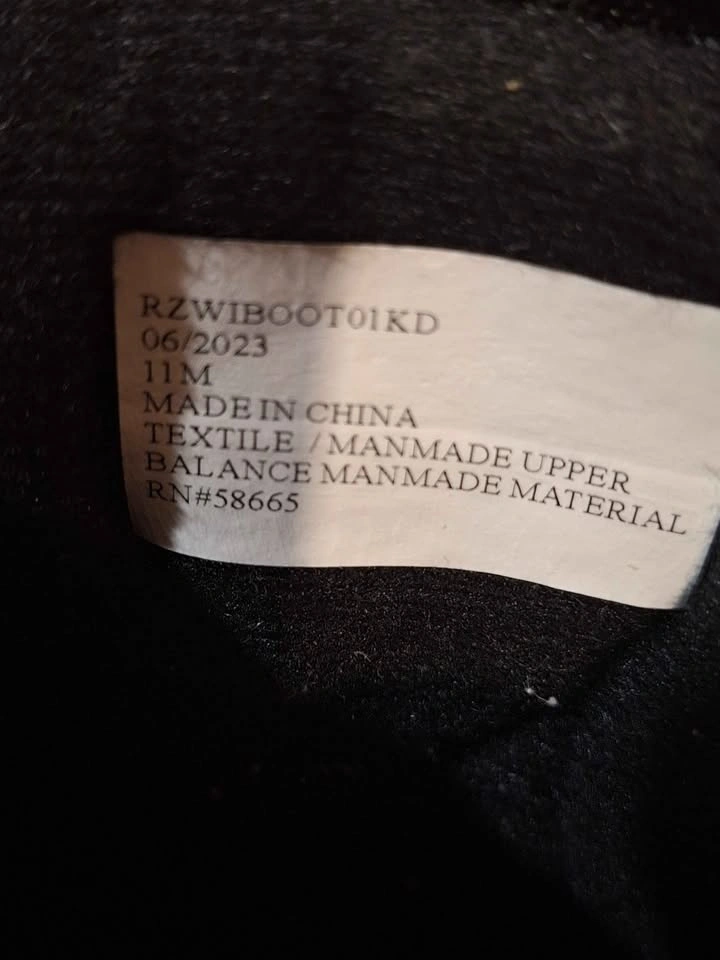 RZWIBOOT01KD
06/2023
11M
MADE IN CHINA
TEXTILE / MANMADE UPPER
BALANCE MANMADE MATERIAL
RN#58665